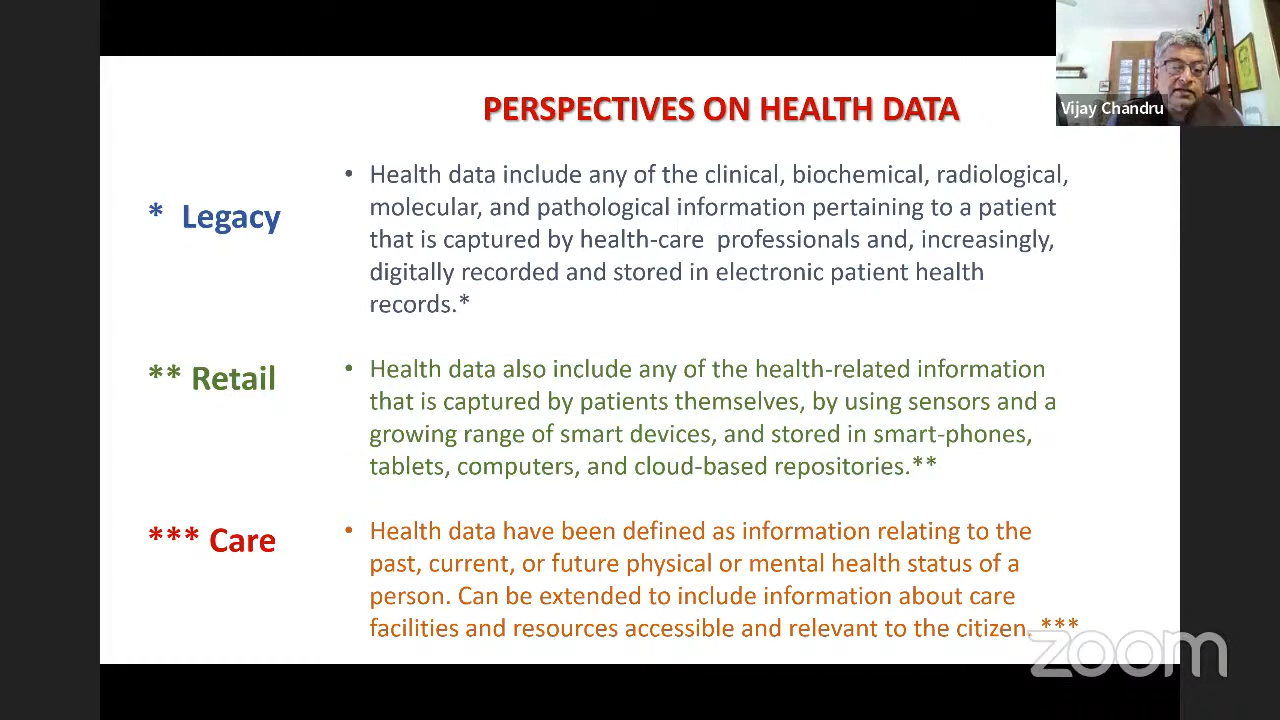 PERSPECTIVES ON HEALTH DATA
Vijay Chandru
* Legacy
• Health data include any of the clinical, biochemical, radiological,
molecular, and pathological information pertaining to a patient
that is captured by health-care professionals and, increasingly,
digitally recorded and stored in electronic patient health
records.*
** Retail
• Health data also include any of the health-related information
that is captured by patients themselves, by using sensors and a
growing range of smart devices, and stored in smart-phones,
tablets, computers, and cloud-based repositories.**
*** Care
• Health data have been defined as information relating to the
past, current, or future physical or mental health status of a
person. Can be extended to include information about care
facilities and resources accessible and relevant to the citizen. ***
zoom